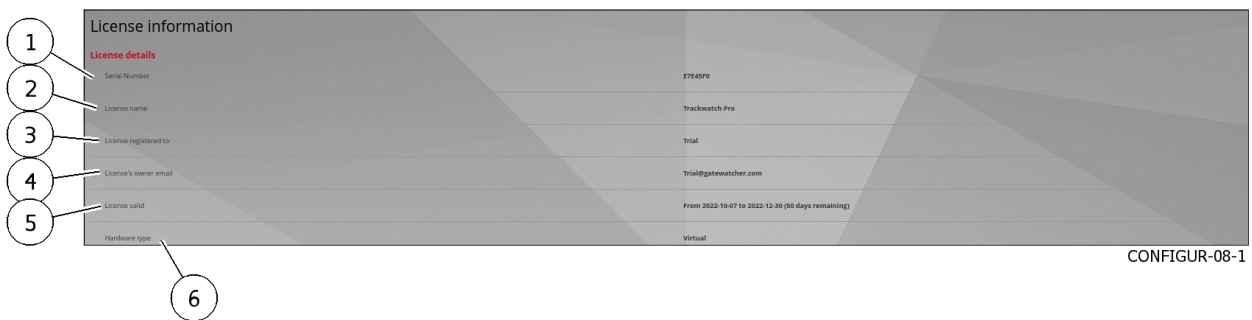 License information
License details
1 Serial Number E7E45F0
2 License name Trackwatch Pro
3 License registered to Trial
4 License's owner email Trial@gatewatcher.com
5 License valid From 2022-10-07 to 2022-12-30 (50 days remaining)
Hardware type Virtual
CONFIGUR-08-1
6